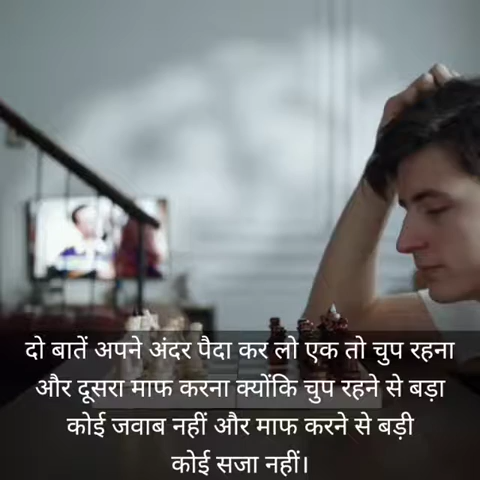 दो बातें अपने अंदर पैदा कर लो एक तो चुप रहना
और दूसरा माफ करना क्योंकि चुप रहने से बड़ा
कोई जवाब नहीं और माफ करने से बड़ी
कोई सजा नहीं।